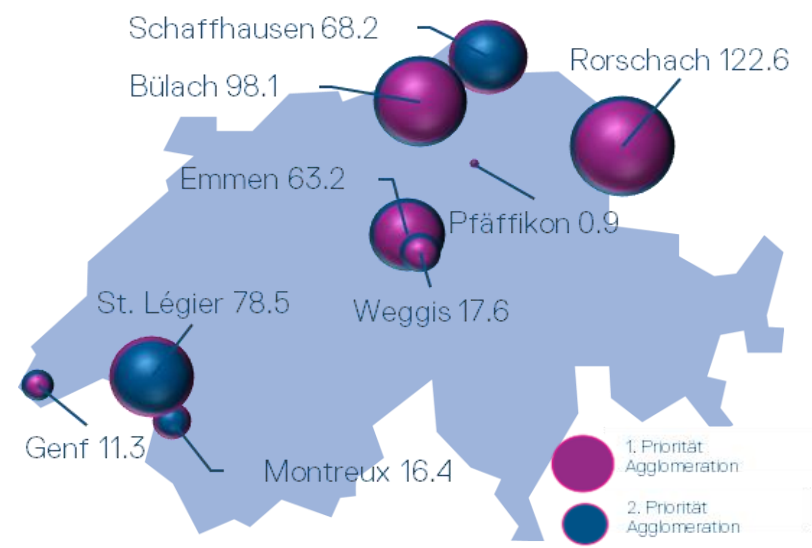 Schaffhausen 68.2
Rorschach 122.6
Bülach 98.1
Emmen 63.2
Pfäffikon 0.9
St. Légier 78.5
Weggis 17.6
Genf 11.3
Montreux 16.4
1. Priorität
Agglomeration
2. Priorität
Agglomeration